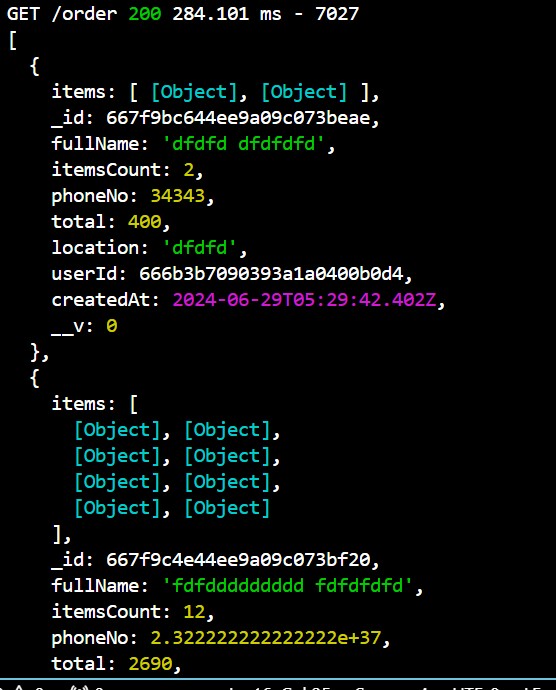 GET /order 200 284.101 ms - 7027
[
  {
    items: [ [Object], [Object] ],
    _id: 667f9bc644ee9a09c073beae,
    fullName: 'dfdfd dfdfdfd',
    itemsCount: 2,
    phoneNo: 34343,
    total: 400,
    location: 'dfdfd',
    userId: 666b3b7090393a1a0400b0d4,
    createdAt: 2024-06-29T05:29:42.402Z,
    __v: 0
  },
  {
    items: [
      [Object], [Object],
      [Object], [Object],
      [Object], [Object],
      [Object], [Object]
    ],
    _id: 667f9c4e44ee9a09c073bf20,
    fullName: 'fdfdddddddddd fdfdfdfd',
    itemsCount: 12,
    phoneNo: 2.322222222222222e+37,
    total: 2690,